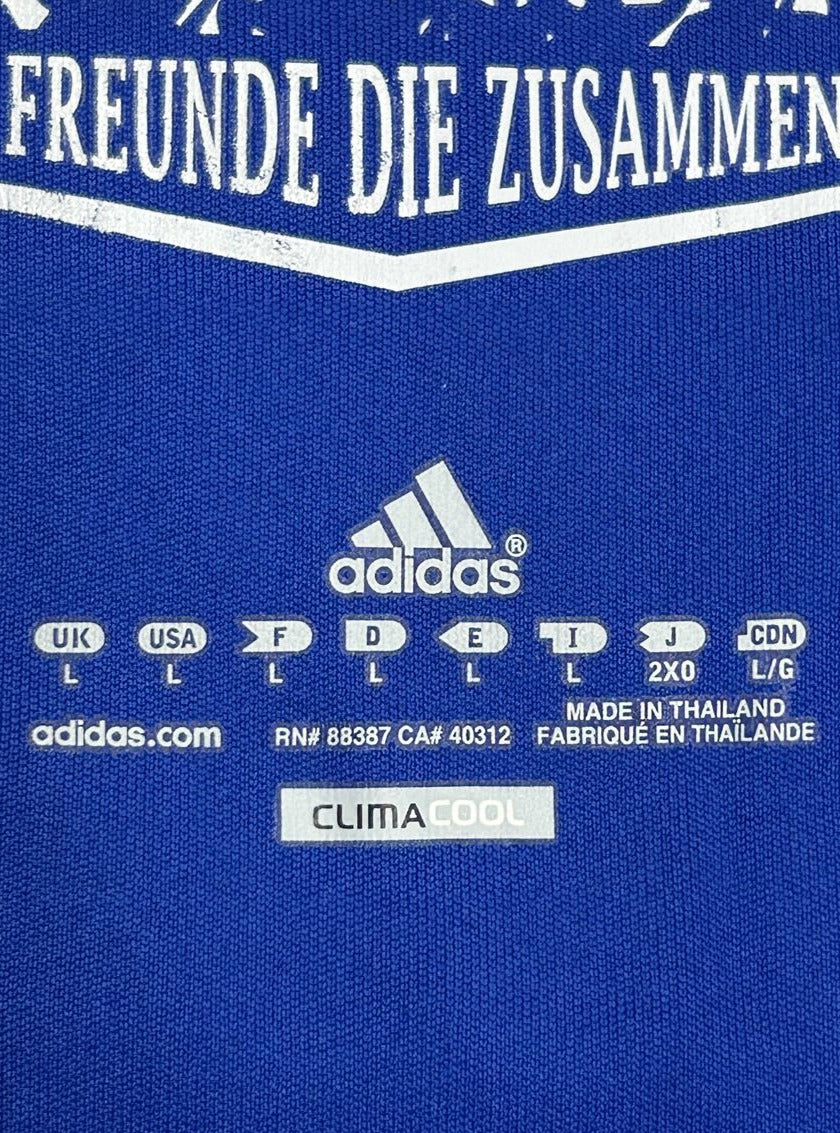 FREUNDE DIE ZUSAMMEN
adidas®
UK USA F D E I J CDN
L L L L L L 2XO L/G
adidas.com RN# 88387 CA# 40312 MADE IN THAILAND
FABRIQUÉ EN THAÏLANDE
CLIMACOOL